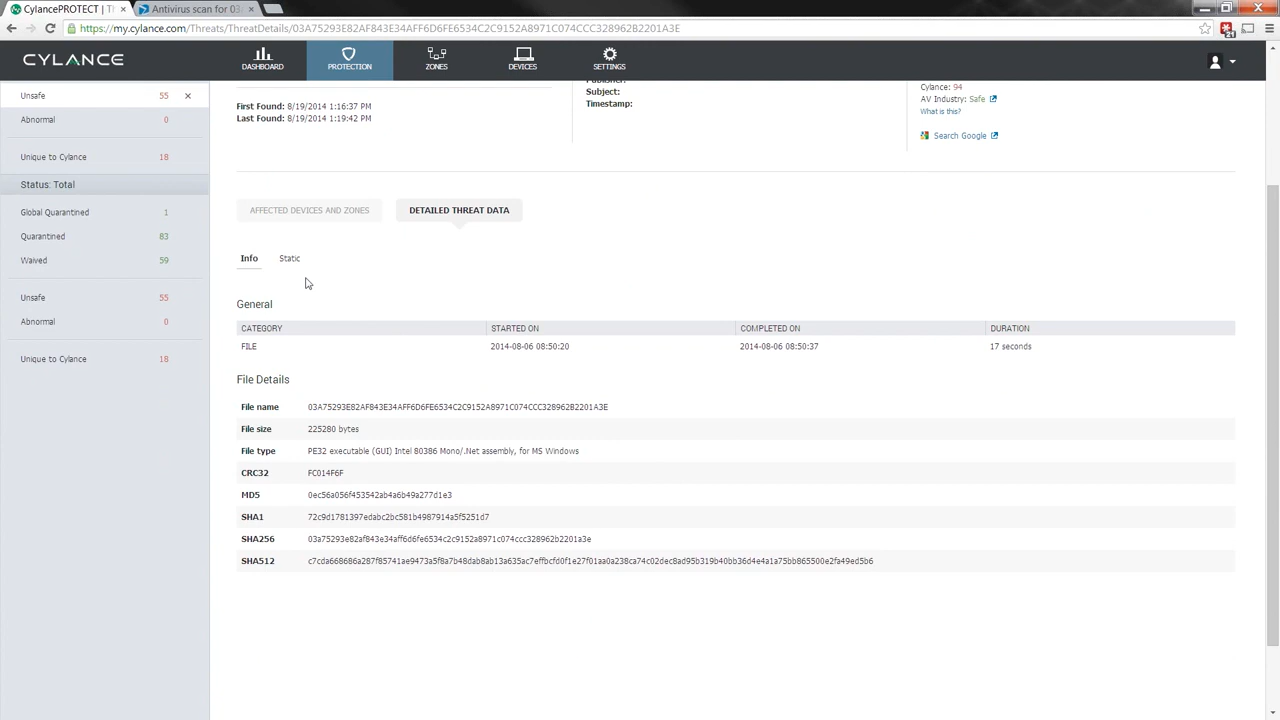 CylancePROTECT | Th
Antivirus scan for 03a
https://my.cylance.com/Threats/ThreatDetails/03A75293E82AF843E34AFF6D6FE6534C2C9152A8971C074CCC328962B2201A3E
CYLANCE
DASHBOARD
PROTECTION
ZONES
DEVICES
SETTINGS
Unsafe 55
Abnormal 0
Unique to Cylance 18
Status: Total
Global Quarantined 1
Quarantined 83
Waived 59
Unsafe 55
Abnormal 0
Unique to Cylance 18
First Found: 8/19/2014 1:16:37 PM
Last Found: 8/19/2014 1:19:42 PM
Publisher:
Subject:
Timestamp:
Cylance: 94
AV Industry: Safe
What is this?
Search Google
AFFECTED DEVICES AND ZONES
DETAILED THREAT DATA
Info
Static
General
CATEGORY STARTED ON COMPLETED ON DURATION
FILE 2014-08-06 08:50:20 2014-08-06 08:50:37 17 seconds
File Details
File name 03A75293E82AF843E34AFF6D6FE6534C2C9152A8971C074CCC328962B2201A3E
File size 225280 bytes
File type PE32 executable (GUI) Intel 80386 Mono/.Net assembly, for MS Windows
CRC32 FC014F6F
MD5 0ec56a056f453542ab4a6b49a277d1e3
SHA1 72c9d1781397edabc2bc581b4987914a5f5251d7
SHA256 03a75293e82af843e34aff6d6fe6534c2c9152a8971c074ccc328962b2201a3e
SHA512 c7cda668686a287f85741ae9473a5f8a7b48dab8ab13a635ac7effbcfd0f1e27f01aa0a238ca74c02dec8ad95b319b40bb36d4e4a1a75bb865500e2fa49ed5b6